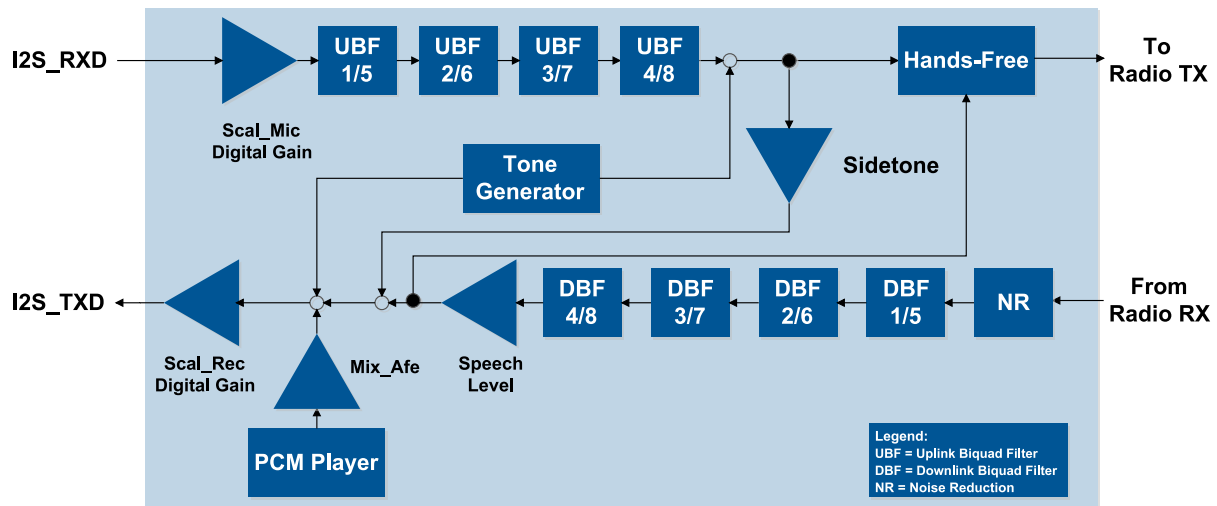 I2S_RXD
UBF
1/5
UBF
2/6
UBF
3/7
UBF
4/8
Hands-Free
To
Radio TX
Scal_Mic
Digital Gain
Tone
Generator
Sidetone
I2S_TXD
Scal_Rec
Digital Gain
Mix_Afe
Speech
Level
DBF
4/8
DBF
3/7
DBF
2/6
DBF
1/5
NR
From
Radio RX
PCM Player
Legend:
UBF = Uplink Biquad Filter
DBF = Downlink Biquad Filter
NR = Noise Reduction